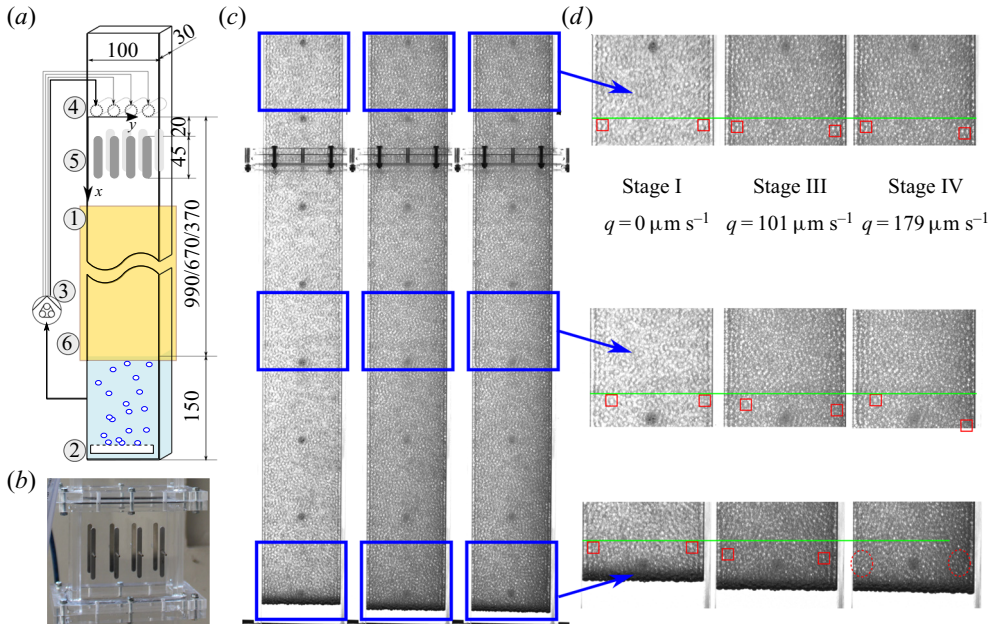 (a)
(c)
(d)
30
100
4
y
20
5
45
x
1
990/670/370
3
6
150
2
(b)
Stage I
Stage III
Stage IV
q = 0 μm s⁻¹
q = 101 μm s⁻¹
q = 179 μm s⁻¹